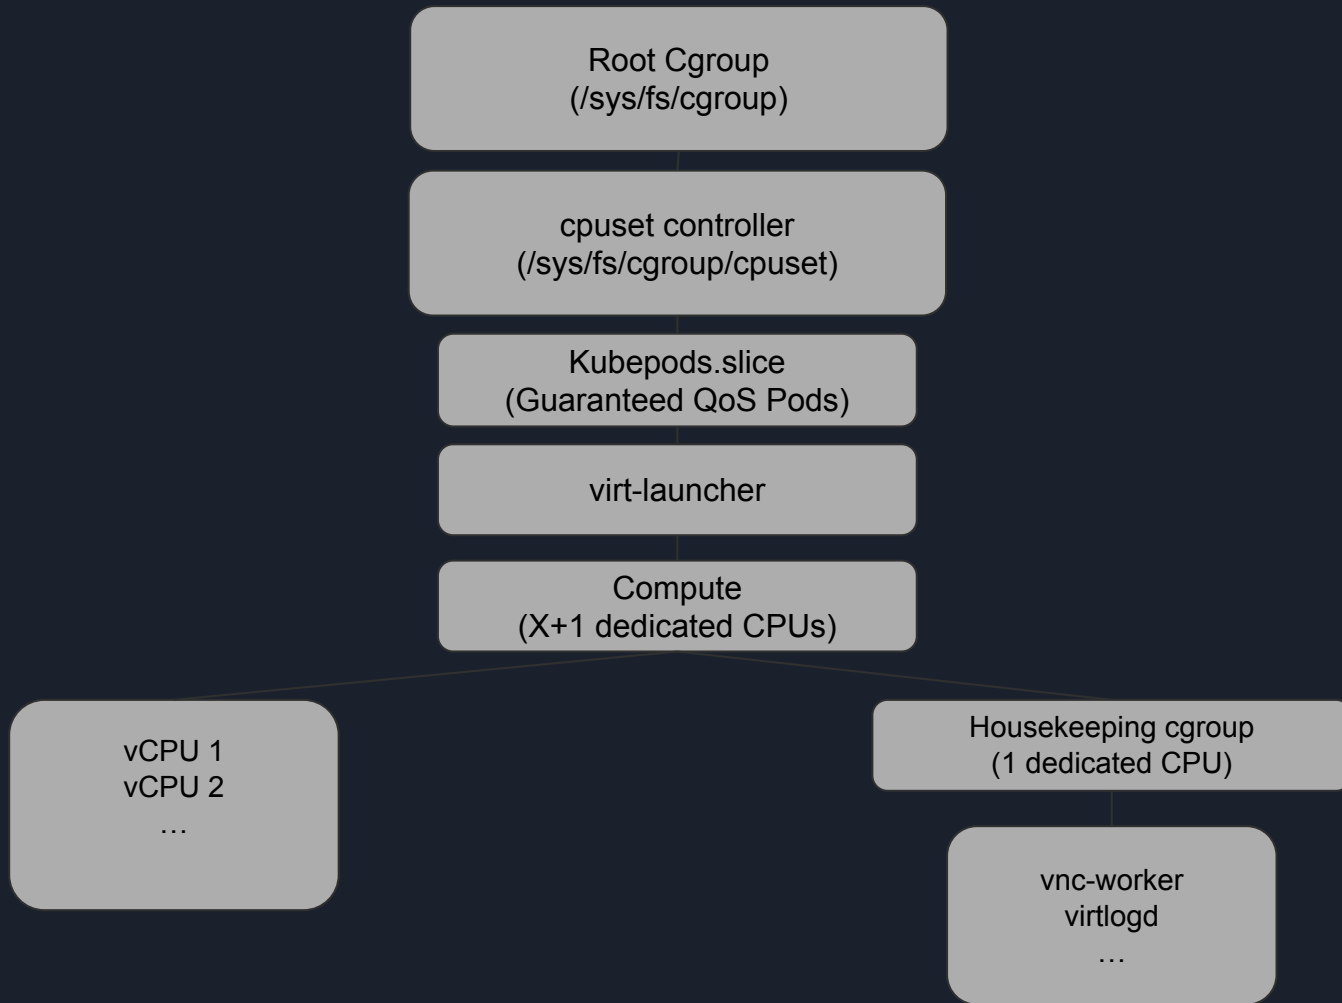 Root Cgroup
(/sys/fs/cgroup)
cpuset controller
(/sys/fs/cgroup/cpuset)
Kubepods.slice
(Guaranteed QoS Pods)
virt-launcher
Compute
(X+1 dedicated CPUs)
vCPU 1
vCPU 2
…
Housekeeping cgroup
(1 dedicated CPU)
vnc-worker
virtlogd
…